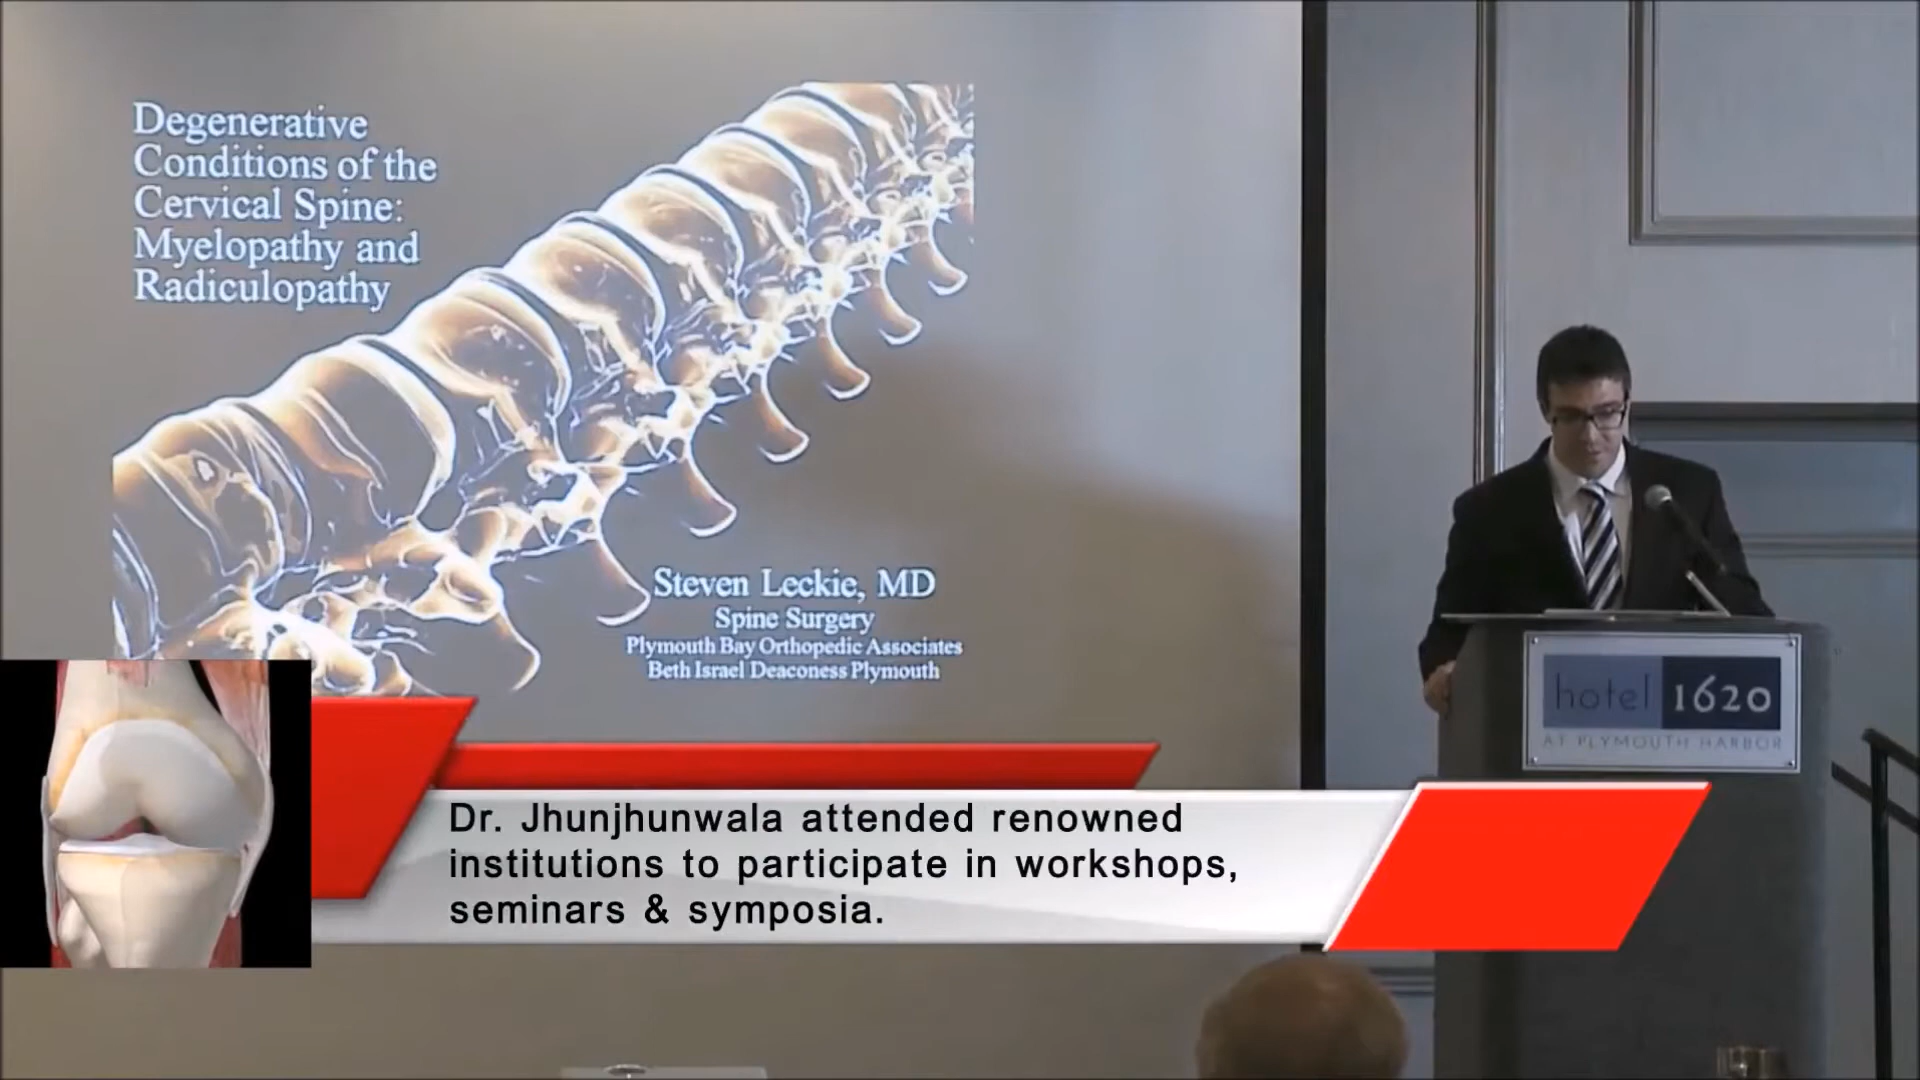 Degenerative
Conditions of the
Cervical Spine:
Myelopathy and
Radiculopathy
Steven Leckie, MD
Spine Surgery
Plymouth Bay Orthopedic Associates
Beth Israel Deaconess Plymouth
hotel 1620
AT PLYMOUTH HARBOR
Dr. Jhunjhunwala attended renowned
institutions to participate in workshops,
seminars & symposia.